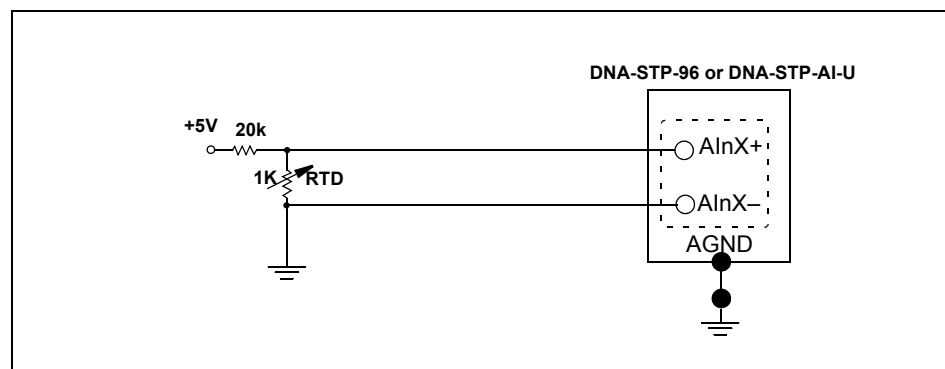 DNA-STP-96 or DNA-STP-AI-U
+5V 20k
AInX+
1K RTD
AInX–
AGND